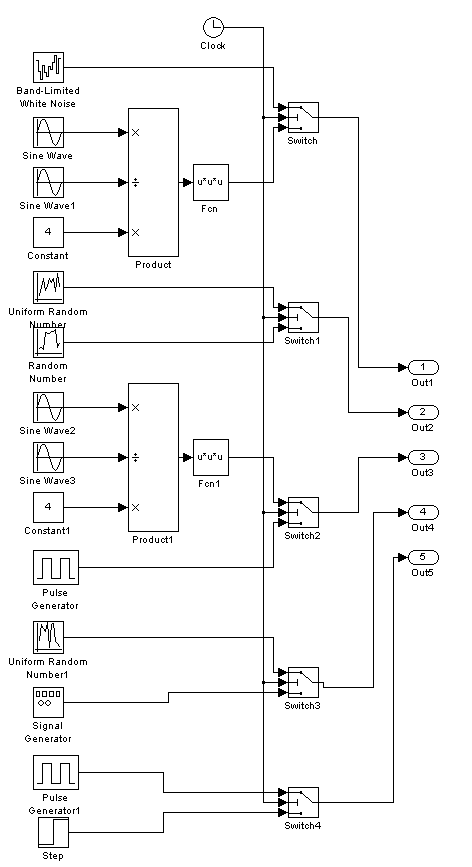 Clock
Band-Limited
White Noise
Switch
×
Sine Wave
÷
u*u*u
Sine Wave1
Fcn
4
×
Constant
Product
Uniform Random
Number
Switch1
Random
Number
1
Out1
2
Out2
×
Sine Wave2
3
÷
u*u*u
Out3
Sine Wave3
Fcn1
4
×
Constant1
Product1
Switch2
4
Out4
5
Out5
Pulse
Generator
Uniform Random
Number1
Switch3
Signal
Generator
Pulse
Generator1
Switch4
Step